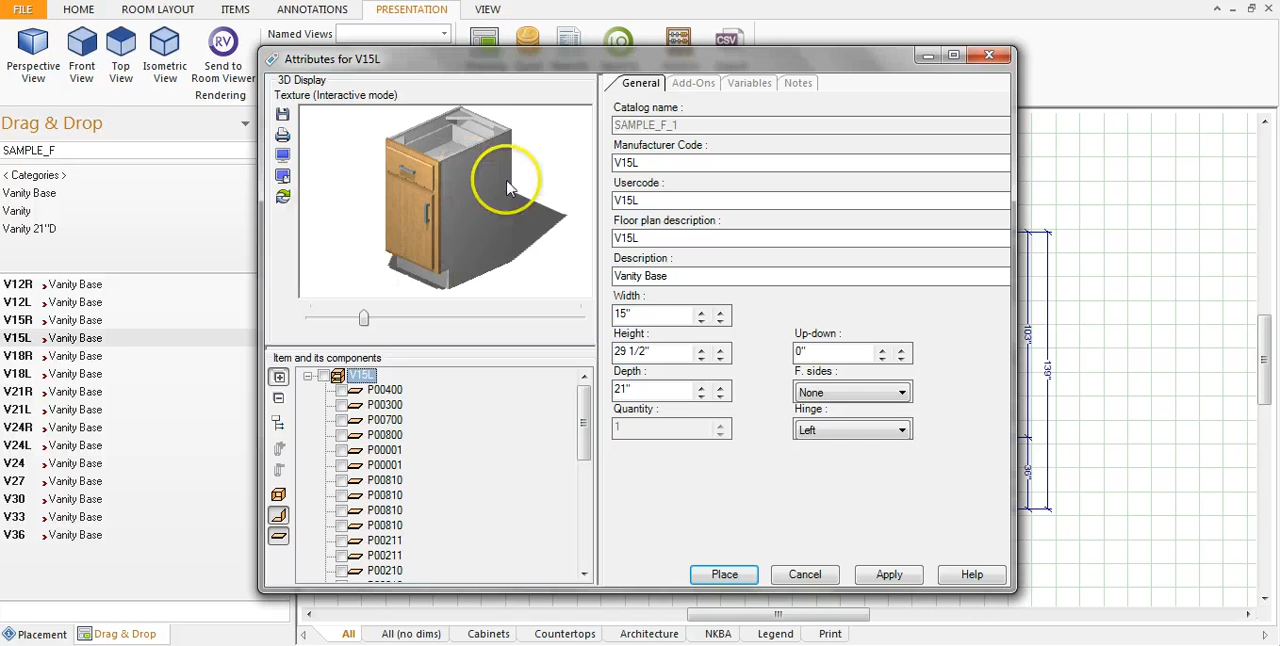 FILE HOME ROOM LAYOUT ITEMS ANNOTATIONS PRESENTATION VIEW
Named Views
RV
CSV
Perspective View
Front View
Top View
Isometric View
Send to Room Viewer
Rendering
Drag & Drop
SAMPLE_F
< Categories >
Vanity Base
Vanity
Vanity 21"D
V12R Vanity Base
V12L Vanity Base
V15R Vanity Base
V15L Vanity Base
V18R Vanity Base
V18L Vanity Base
V21R Vanity Base
V21L Vanity Base
V24R Vanity Base
V24L Vanity Base
V24 Vanity Base
V27 Vanity Base
V30 Vanity Base
V33 Vanity Base
V36 Vanity Base
Placement Drag & Drop
Attributes for V15L
3D Display
Texture (Interactive mode)
Item and its components
V15L
P00400
P00300
P00700
P00800
P00001
P00001
P00810
P00810
P00810
P00810
P00211
P00211
P00210
General Add-Ons Variables Notes
Catalog name :
SAMPLE_F_1
Manufacturer Code :
V15L
Usercode :
V15L
Floor plan description :
V15L
Description :
Vanity Base
Width :
15"
Height :
29 1/2"
Up-down :
0"
Depth :
21"
F. sides :
None
Quantity :
1
Hinge :
Left
Place Cancel Apply Help
103"
139"
36"
All All (no dims) Cabinets Countertops Architecture NKBA Legend Print